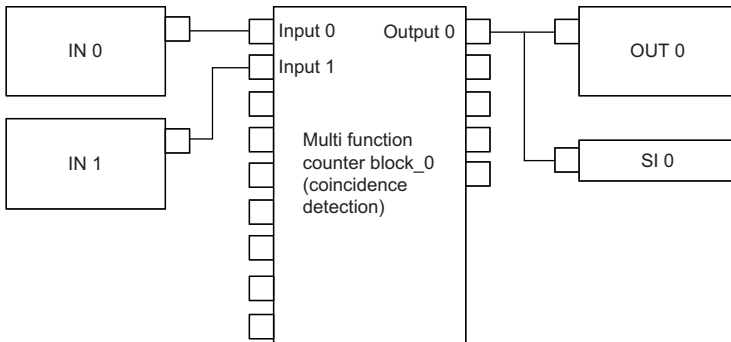 IN 0
Input 0
Output 0
OUT 0
Input 1
IN 1
Multi function
counter block_0
(coincidence
detection)
SI 0